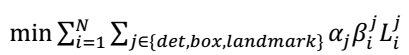 min ∑_{i=1}^{N} ∑_{j∈{det,box,landmark}} α_j β_i^j L_i^j